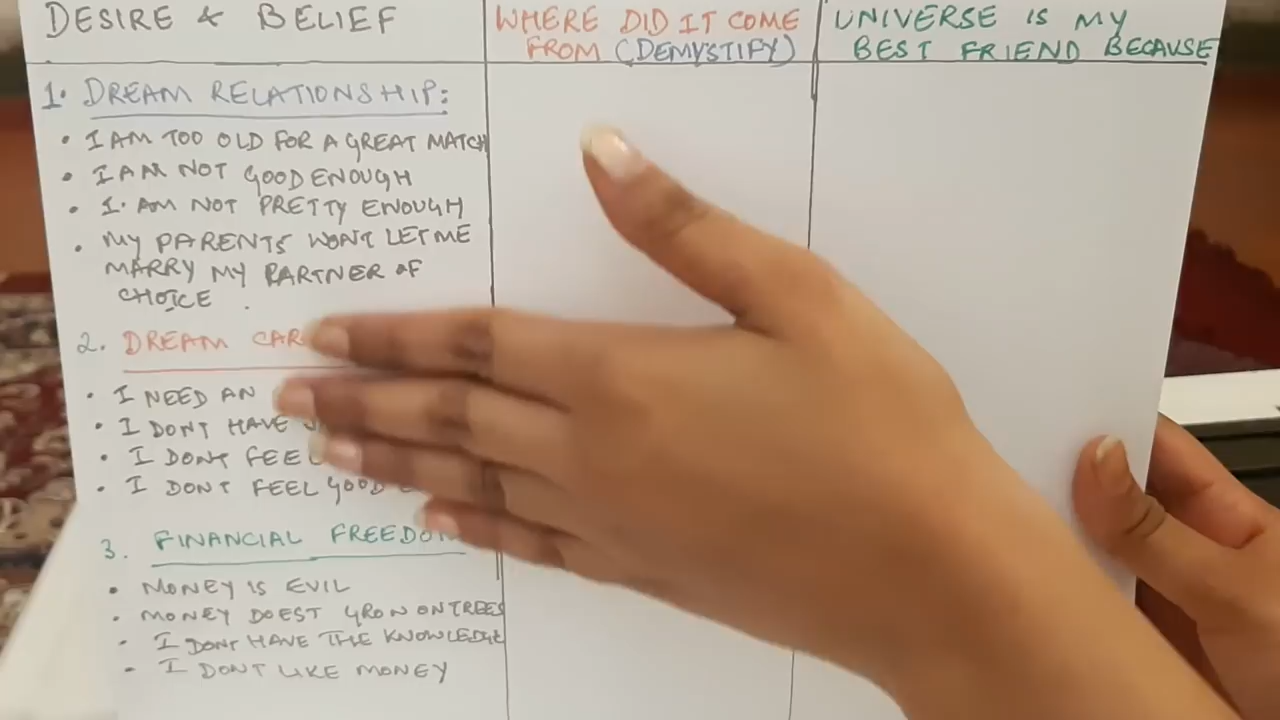 DESIRE & BELIEF
WHERE DID IT COME
FROM (DEMYSTIFY)
UNIVERSE IS MY
BEST FRIEND BECAUSE
1. DREAM RELATIONSHIP:
• I AM TOO OLD FOR A GREAT MATCH
• I AM NOT GOOD ENOUGH
• I AM NOT PRETTY ENOUGH
• MY PARENTS WONT LET ME
MARRY MY PARTNER OF
CHOICE .
2. DREAM CAR
• I NEED AN
• I DONT HAVE
• I DONT FEEL
• I DONT FEEL GOOD
3. FINANCIAL FREEDOM
• MONEY IS EVIL
• MONEY DOEST GROW ON TREES
• I DONT HAVE THE KNOWLEDGE
• I DONT LIKE MONEY